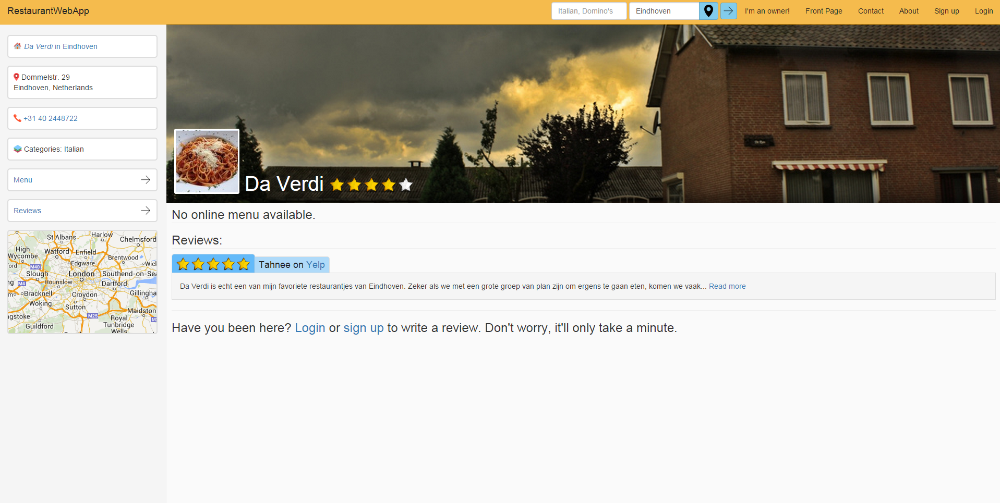 RestaurantWebApp
Italian, Domino's
Eindhoven
I'm an owner!
Front Page
Contact
About
Sign up
Login
Da Verdi in Eindhoven
Dommelstr. 29
Eindhoven, Netherlands
+31 40 2448722
Categories: Italian
Menu
Reviews
St Albans
Harlow
Chelmsford
High
Wycombe
Watford
Enfield
Brentwood
Edgware
M40
Slough
London
Southend-on-Sea
M4
Hounslow
Dartford
Bracknell
Croydon
Gillingha
Woking
Sutton
Maidston
M25
Royal
Tunbridge
Wells
Guildford
Da Verdi
No online menu available.
Reviews:
Tahnee on Yelp
Da Verdi is echt een van mijn favoriete restaurantjes van Eindhoven. Zeker als we met een grote groep van plan zijn om ergens te gaan eten, komen we vaak... Read more
Have you been here? Login or sign up to write a review. Don't worry, it'll only take a minute.